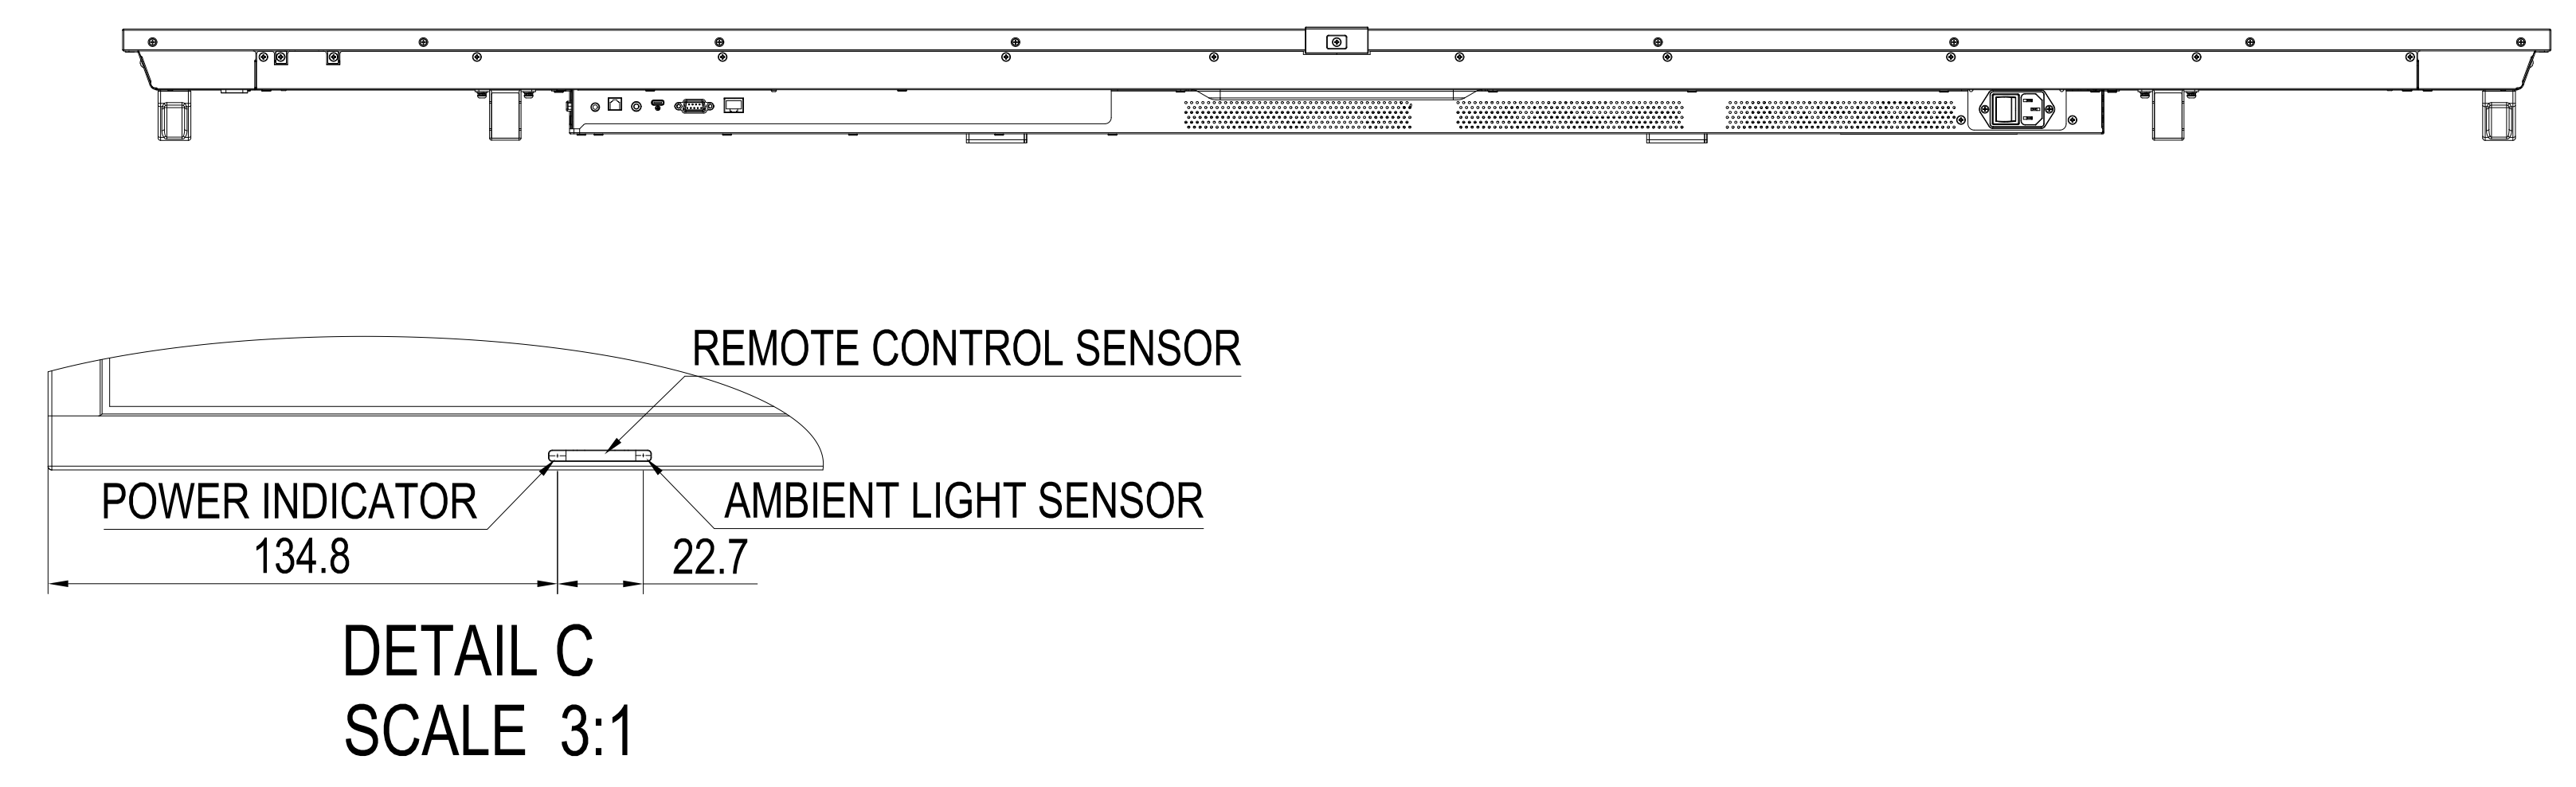 REMOTE CONTROL SENSOR
POWER INDICATOR
AMBIENT LIGHT SENSOR
134.8
22.7
DETAIL C
SCALE 3:1